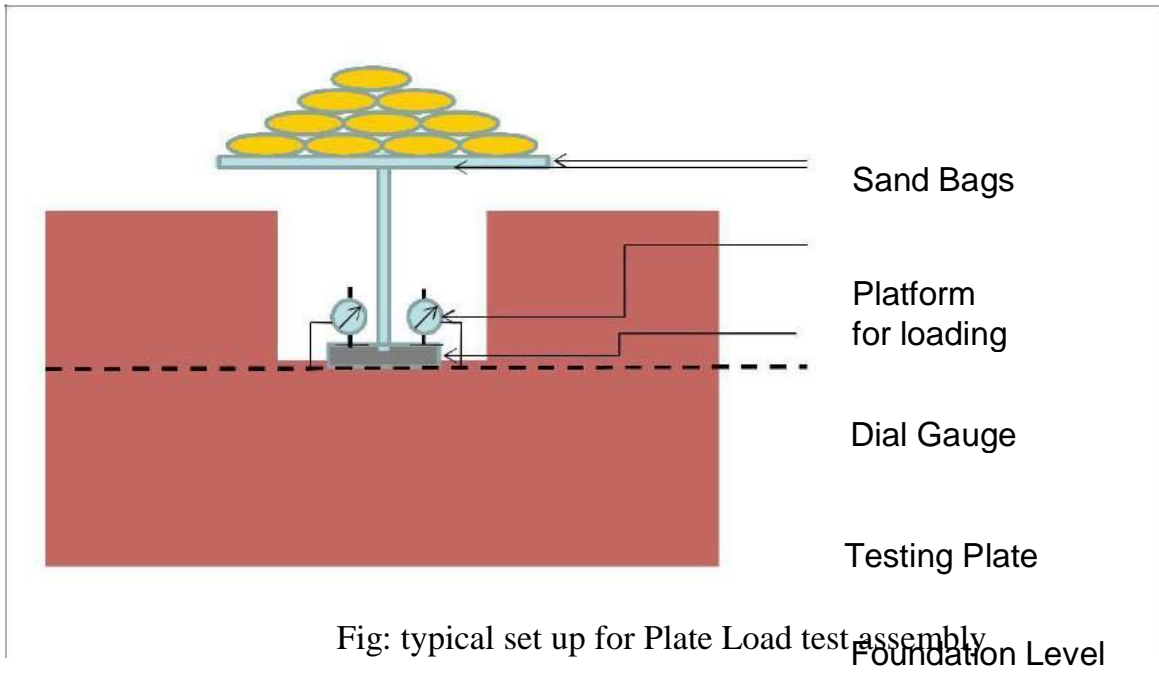 Sand Bags
Platform
for loading
Dial Gauge
Testing Plate
Fig: typical set up for Plate Load test assembly
Foundation Level